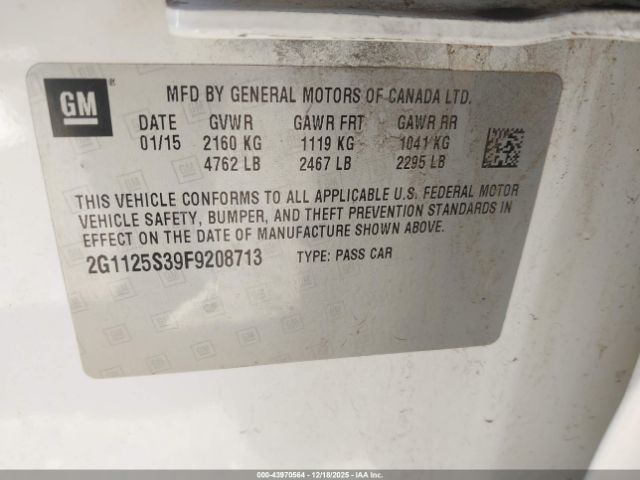 GM
MFD BY GENERAL MOTORS OF CANADA LTD.
DATE GVWR GAWR FRT GAWR RR
01/15 2160 KG 1119 KG 1041 KG
4762 LB 2467 LB 2295 LB
THIS VEHICLE CONFORMS TO ALL APPLICABLE U.S. FEDERAL MOTOR
VEHICLE SAFETY, BUMPER, AND THEFT PREVENTION STANDARDS IN
EFFECT ON THE DATE OF MANUFACTURE SHOWN ABOVE.
2G1125S39F9208713 TYPE: PASS CAR
000-43970564 | 12/18/2025 - IAAI.COM